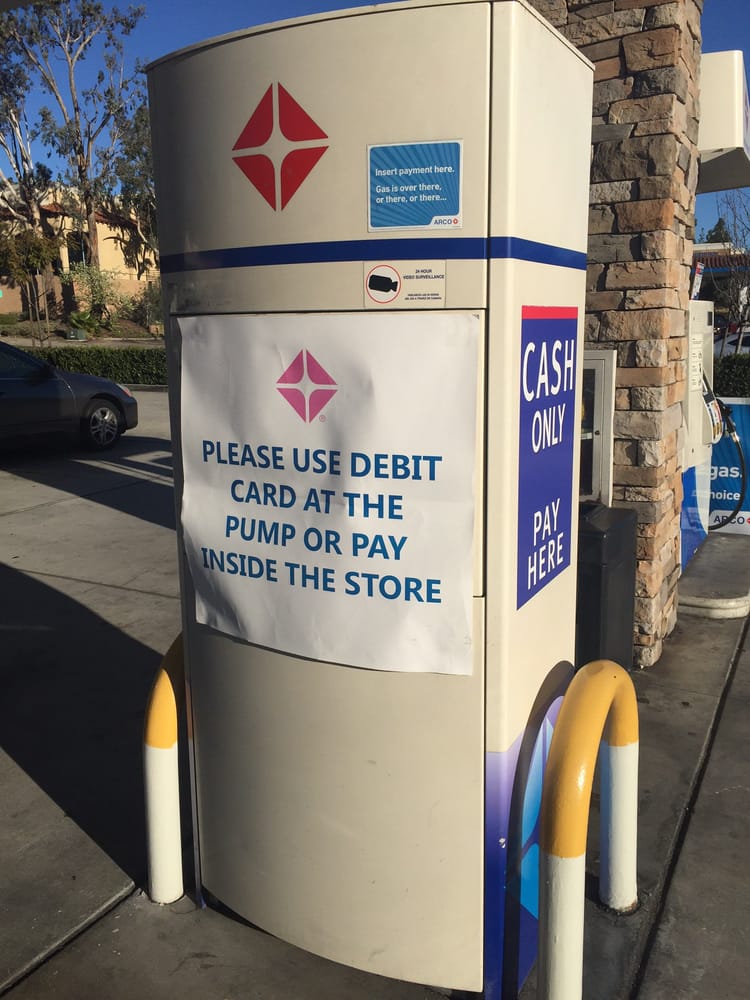 Insert payment here.
Gas is over there,
or there, or there...
ARCO
24 HOUR
VIDEO SURVEILLANCE
PLEASE USE DEBIT
CARD AT THE
PUMP OR PAY
INSIDE THE STORE
CASH
ONLY
PAY
HERE
gas.
hoice
ARCO